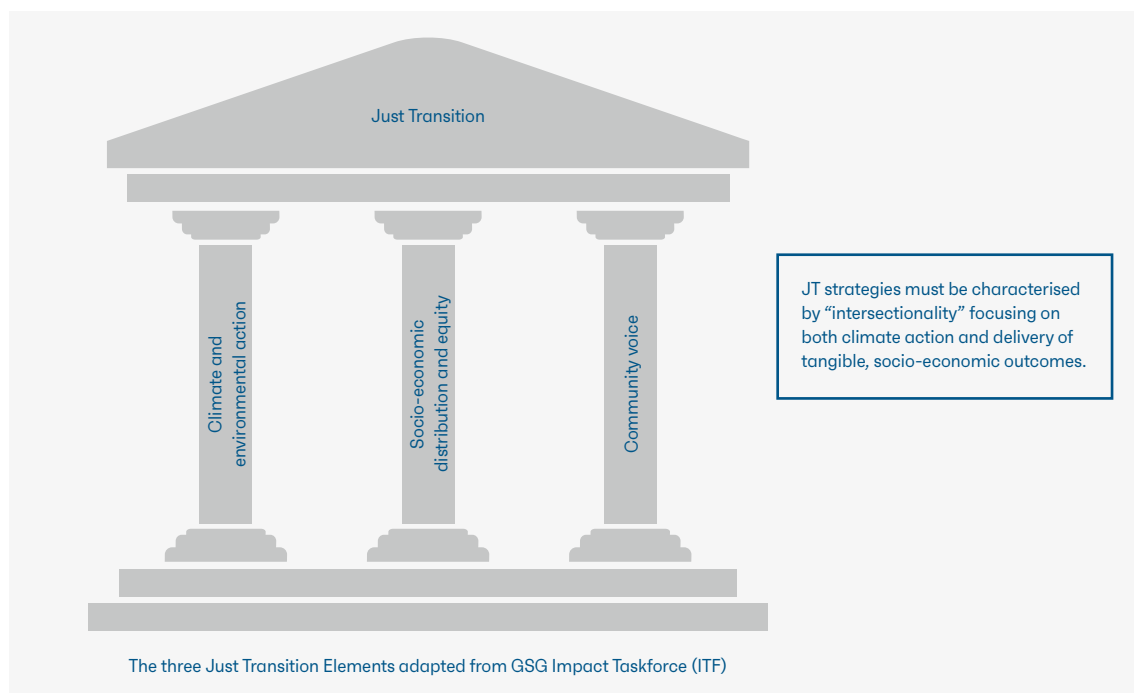 Just Transition
Climate and
environmental action
Socio-economic
distribution and equity
Community voice
JT strategies must be characterised
by “intersectionality” focusing on
both climate action and delivery of
tangible, socio-economic outcomes.
The three Just Transition Elements adapted from GSG Impact Taskforce (ITF)